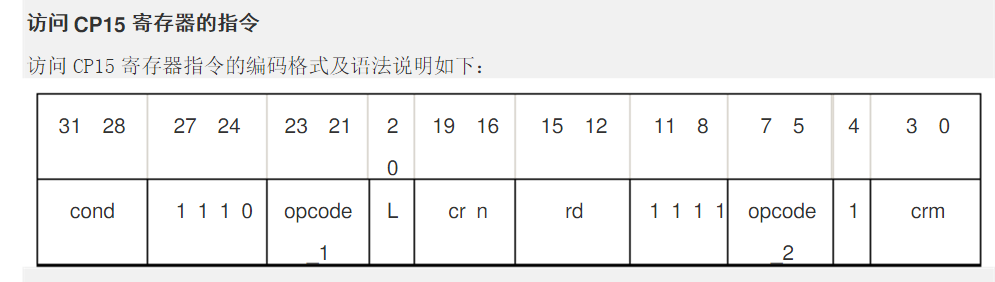 访问 CP15 寄存器的指令
访问 CP15 寄存器指令的编码格式及语法说明如下：
31 28 27 24 23 21 2 19 16 15 12 11 8 7 5 4 3 0
0
cond 1 1 1 0 opcode L cr n rd 1 1 1 1 opcode 1 crm
_1 _2